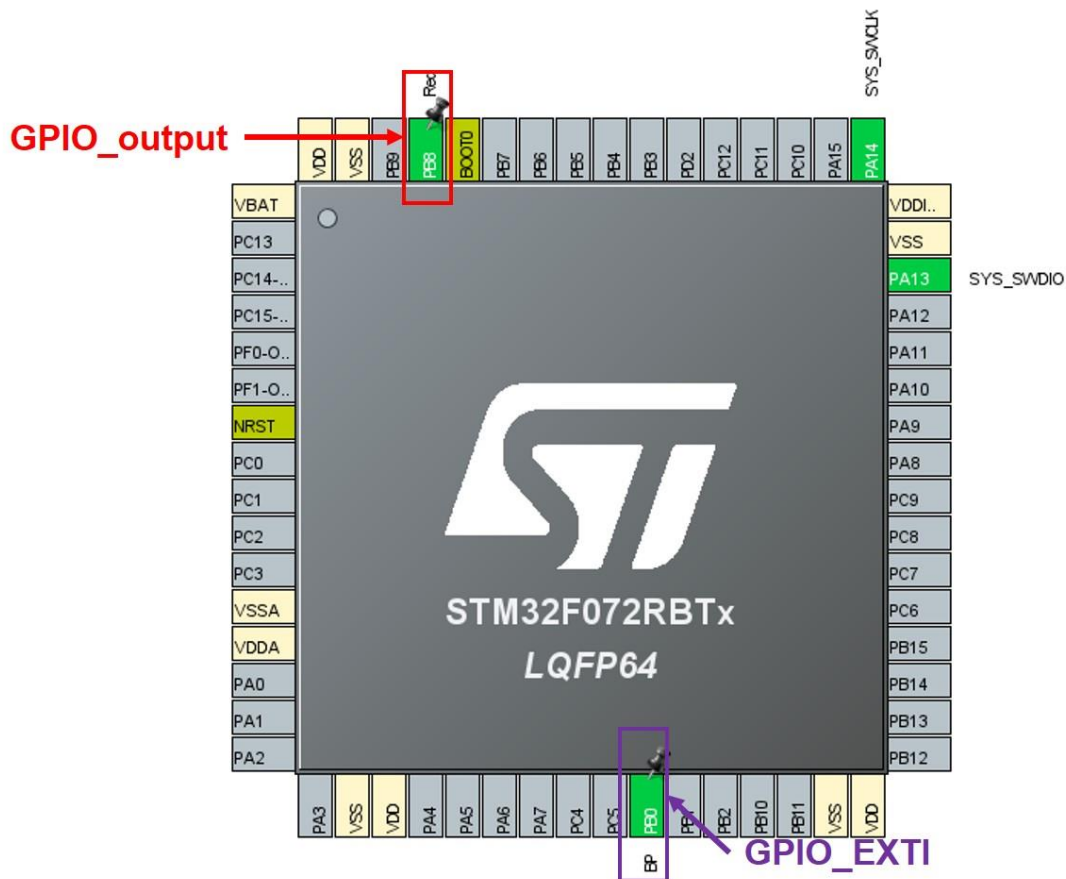 SYS_SWCLK
Red
GPIO_output
VDD
VSS
PB9
PB8
BOOT0
PB7
PB6
PB5
PB4
PB3
PD2
PC12
PC11
PC10
PA15
PA14
VBAT
PC13
PC14-..
PC15-..
PF0-O..
PF1-O..
NRST
PC0
PC1
PC2
PC3
VSSA
VDDA
PA0
PA1
PA2
VDDI..
VSS
PA13
SYS_SWDIO
PA12
PA11
PA10
PA9
PA8
PC9
PC8
PC7
PC6
PB15
PB14
PB13
PB12
ST
STM32F072RBTx
LQFP64
PA3
VSS
VDD
PA4
PA5
PA6
PA7
PC4
PC5
PB0
PB1
PB2
PB10
PB11
VSS
VDD
BP
GPIO_EXTI